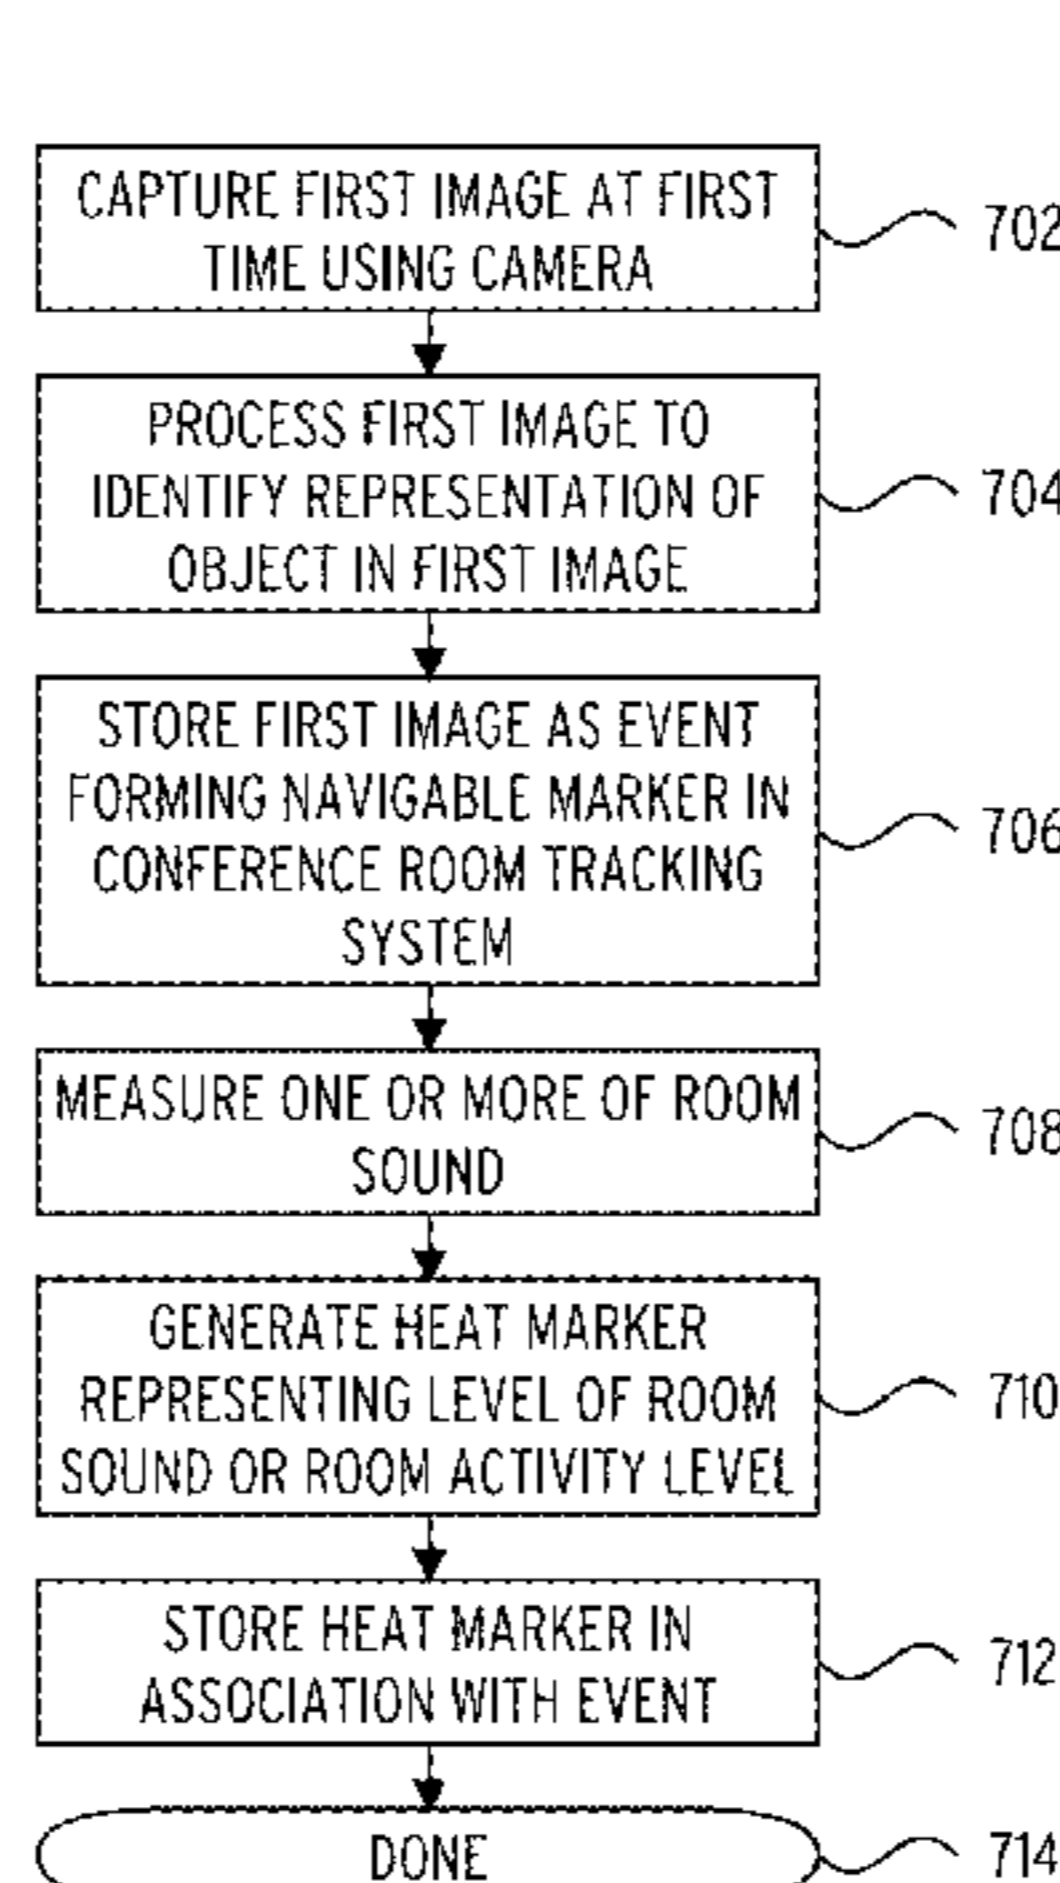 CAPTURE FIRST IMAGE AT FIRST
TIME USING CAMERA
702
PROCESS FIRST IMAGE TO
IDENTIFY REPRESENTATION OF
OBJECT IN FIRST IMAGE
704
STORE FIRST IMAGE AS EVENT
FORMING NAVIGABLE MARKER IN
CONFERENCE ROOM TRACKING
SYSTEM
706
MEASURE ONE OR MORE OF ROOM
SOUND
708
GENERATE HEAT MARKER
REPRESENTING LEVEL OF ROOM
SOUND OR ROOM ACTIVITY LEVEL
710
STORE HEAT MARKER IN
ASSOCIATION WITH EVENT
712
DONE
714